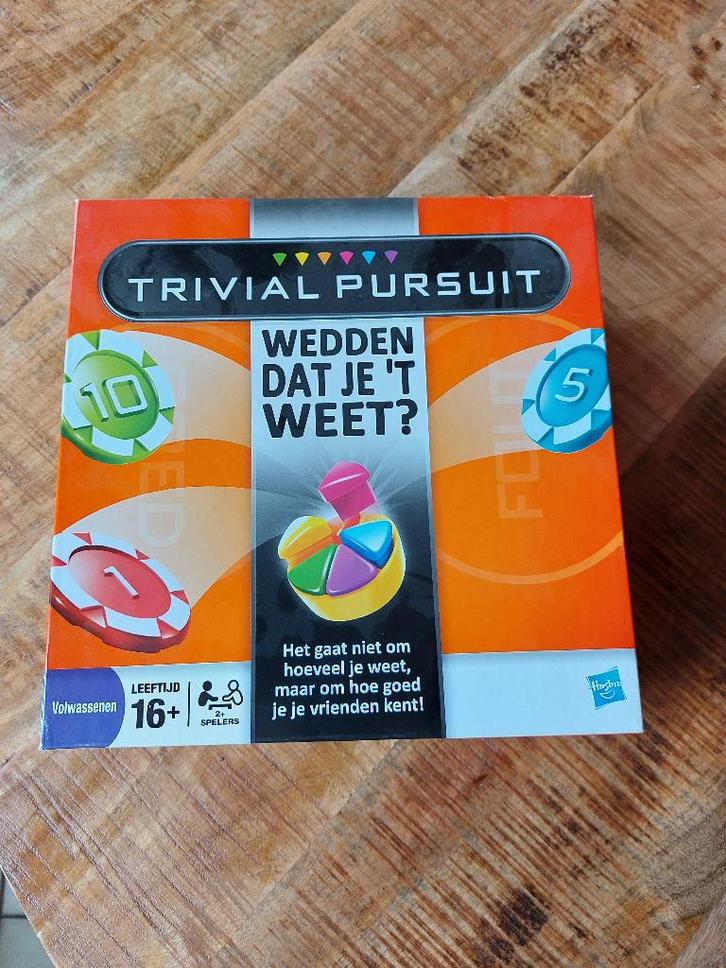 TRIVIAL PURSUIT
WEDDEN
DAT JE 'T
WEET?
10
5
1
FOLD
Het gaat niet om
hoeveel je weet,
maar om hoe goed
je je vrienden kent!
Volwassenen
LEEFTIJD
16+
2+
SPELERS
Hasbro